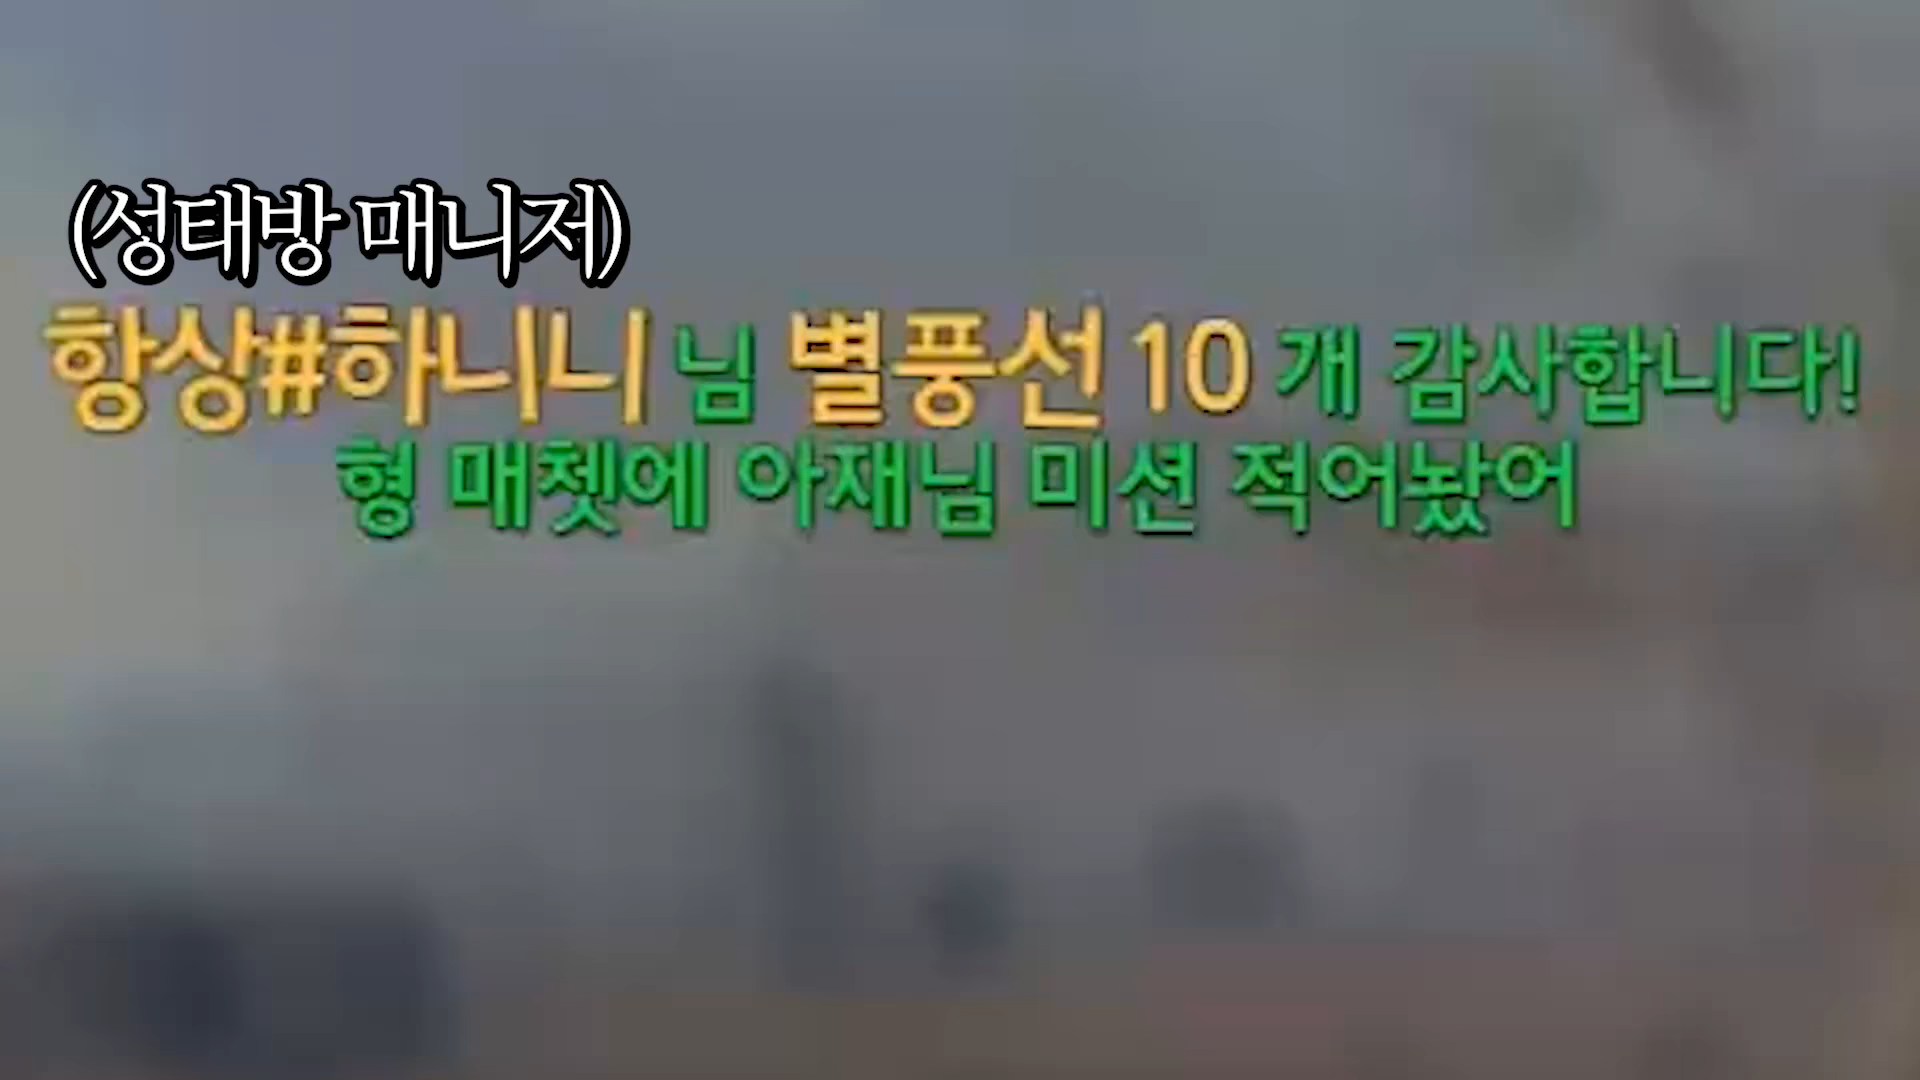 (성태방 매니저)
항상#하니니 님 별풍선 10 개 감사합니다!
형 매쳇에 아재님 미션 적어놨어